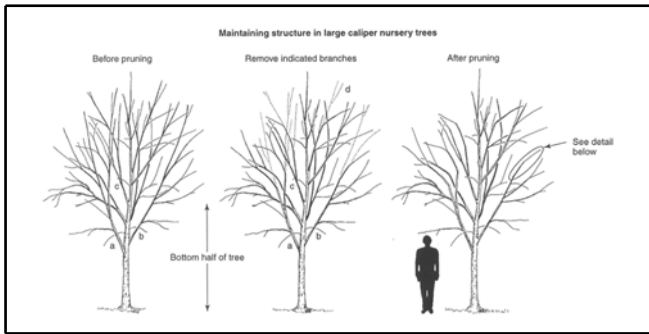 Maintaining structure in large caliper nursery trees
Before pruning
Remove indicated branches
After pruning
d
See detail
below
c
c
a
b
a
b
Bottom half of tree